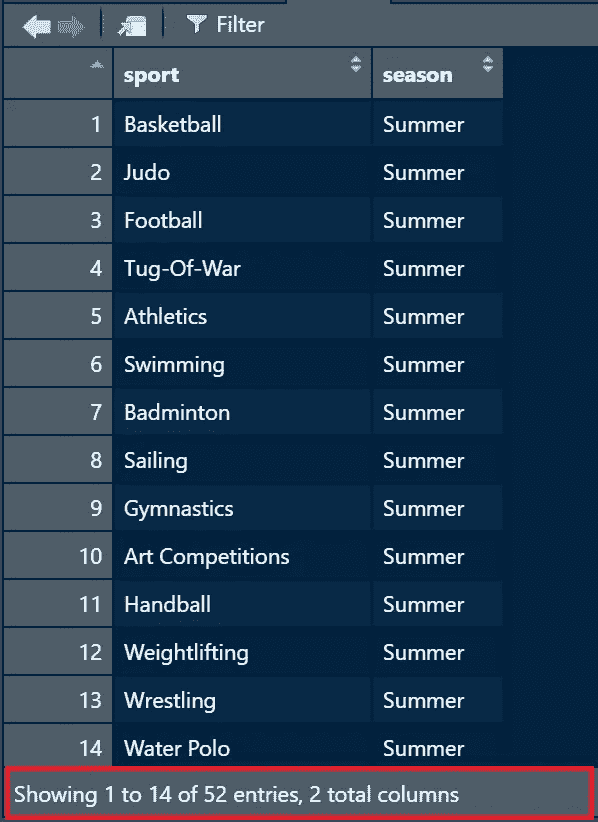 Filter
sport season
1 Basketball Summer
2 Judo Summer
3 Football Summer
4 Tug-Of-War Summer
5 Athletics Summer
6 Swimming Summer
7 Badminton Summer
8 Sailing Summer
9 Gymnastics Summer
10 Art Competitions Summer
11 Handball Summer
12 Weightlifting Summer
13 Wrestling Summer
14 Water Polo Summer
Showing 1 to 14 of 52 entries, 2 total columns